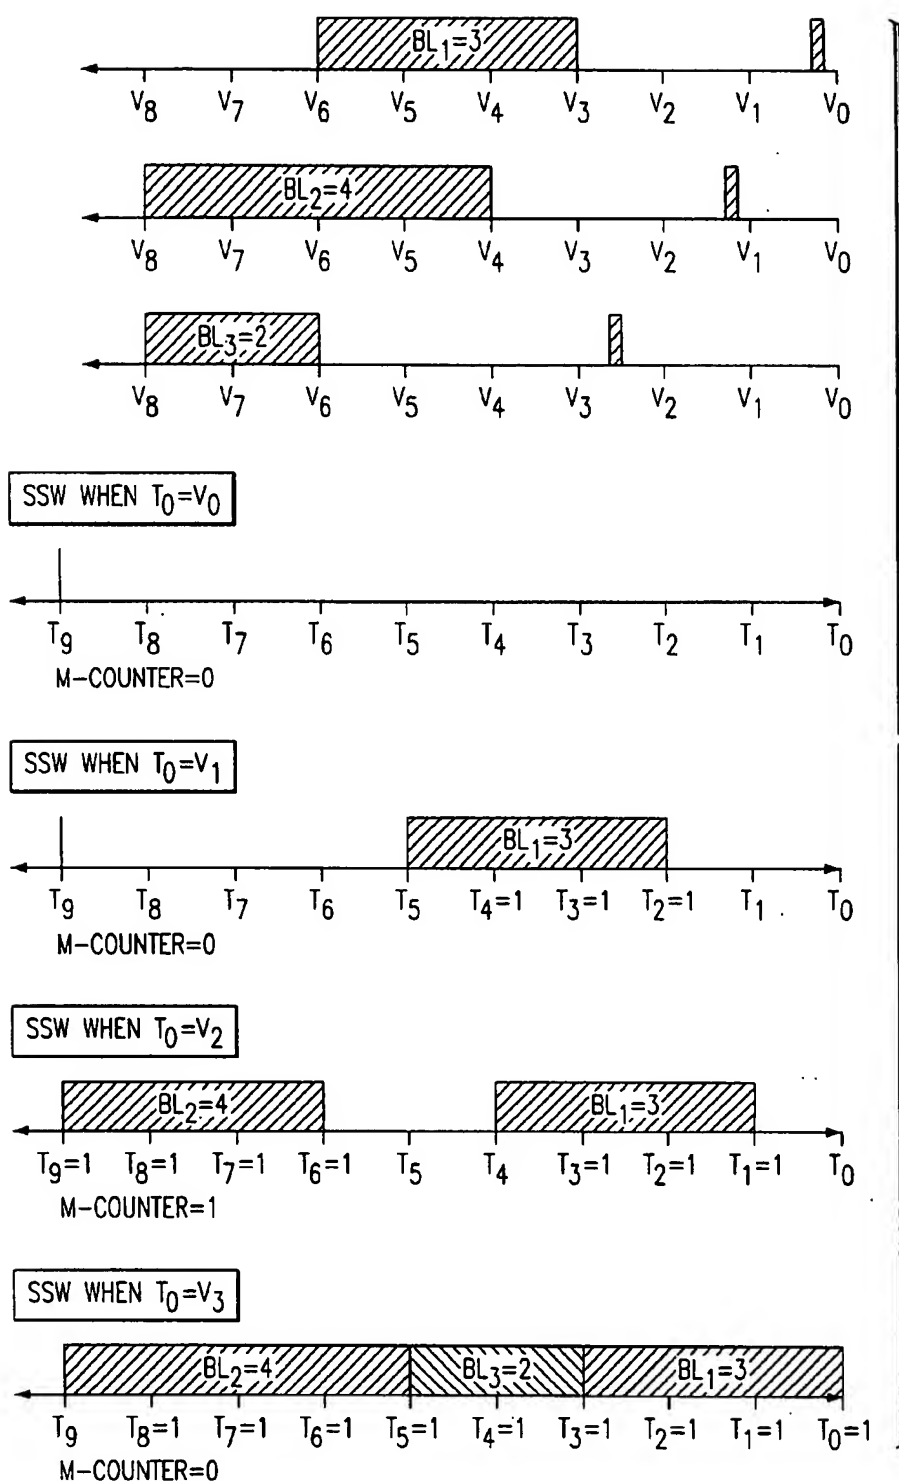 BL1=3
V8 V7 V6 V5 V4 V3 V2 V1 V0
BL2=4
V8 V7 V6 V5 V4 V3 V2 V1 V0
BL3=2
V8 V7 V6 V5 V4 V3 V2 V1 V0
SSW WHEN T0=V0
T9 T8 T7 T6 T5 T4 T3 T2 T1 T0
M-COUNTER=0
SSW WHEN T0=V1
BL1=3
T9 T8 T7 T6 T5 T4=1 T3=1 T2=1 T1 T0
M-COUNTER=0
SSW WHEN T0=V2
BL2=4 BL1=3
T9=1 T8=1 T7=1 T6=1 T5 T4 T3=1 T2=1 T1=1 T0
M-COUNTER=1
SSW WHEN T0=V3
BL2=4 BL3=2 BL1=3
T9 T8=1 T7=1 T6=1 T5=1 T4=1 T3=1 T2=1 T1=1 T0=1
M-COUNTER=0